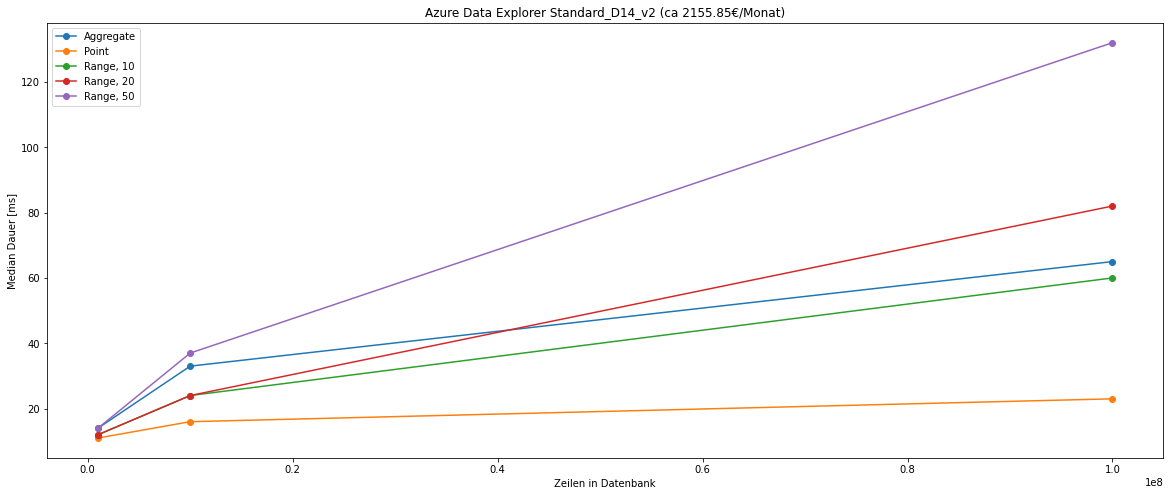 Azure Data Explorer Standard_D14_v2 (ca 2155.85€/Monat)
Aggregate
Point
Range, 10
Range, 20
Range, 50
Median Dauer [ms]
120
100
80
60
40
20
0.0 0.2 0.4 0.6 0.8 1.0
1e8
Zeilen in Datenbank